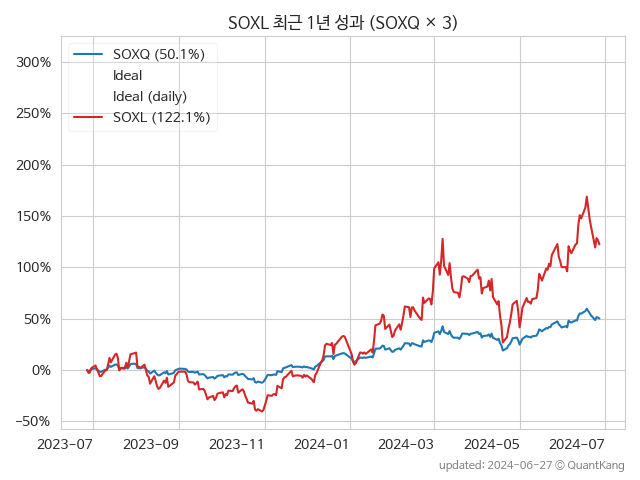 SOXL 최근 1년 성과 (SOXQ × 3)
SOXQ (50.1%)
Ideal
Ideal (daily)
SOXL (122.1%)
300%
250%
200%
150%
100%
50%
0%
−50%
2023-07 2023-09 2023-11 2024-01 2024-03 2024-05 2024-07
updated: 2024-06-27 © QuantKang